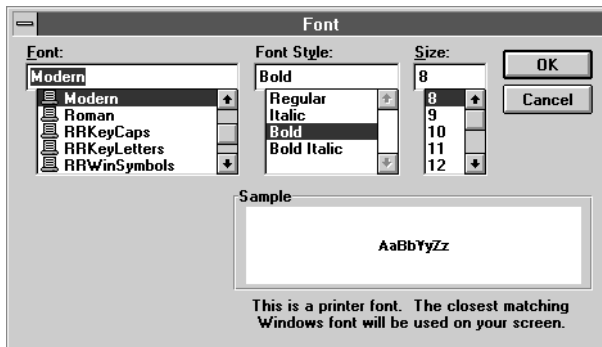 Font
Font:
Font Style:
Size:
Modern
Bold
8
OK
Cancel
Modern
Roman
RRKeyCaps
RRKeyLetters
RRWinSymbols
Regular
Italic
Bold
Bold Italic
8
9
10
11
12
Sample
AaBbYyZz
This is a printer font. The closest matching
Windows font will be used on your screen.